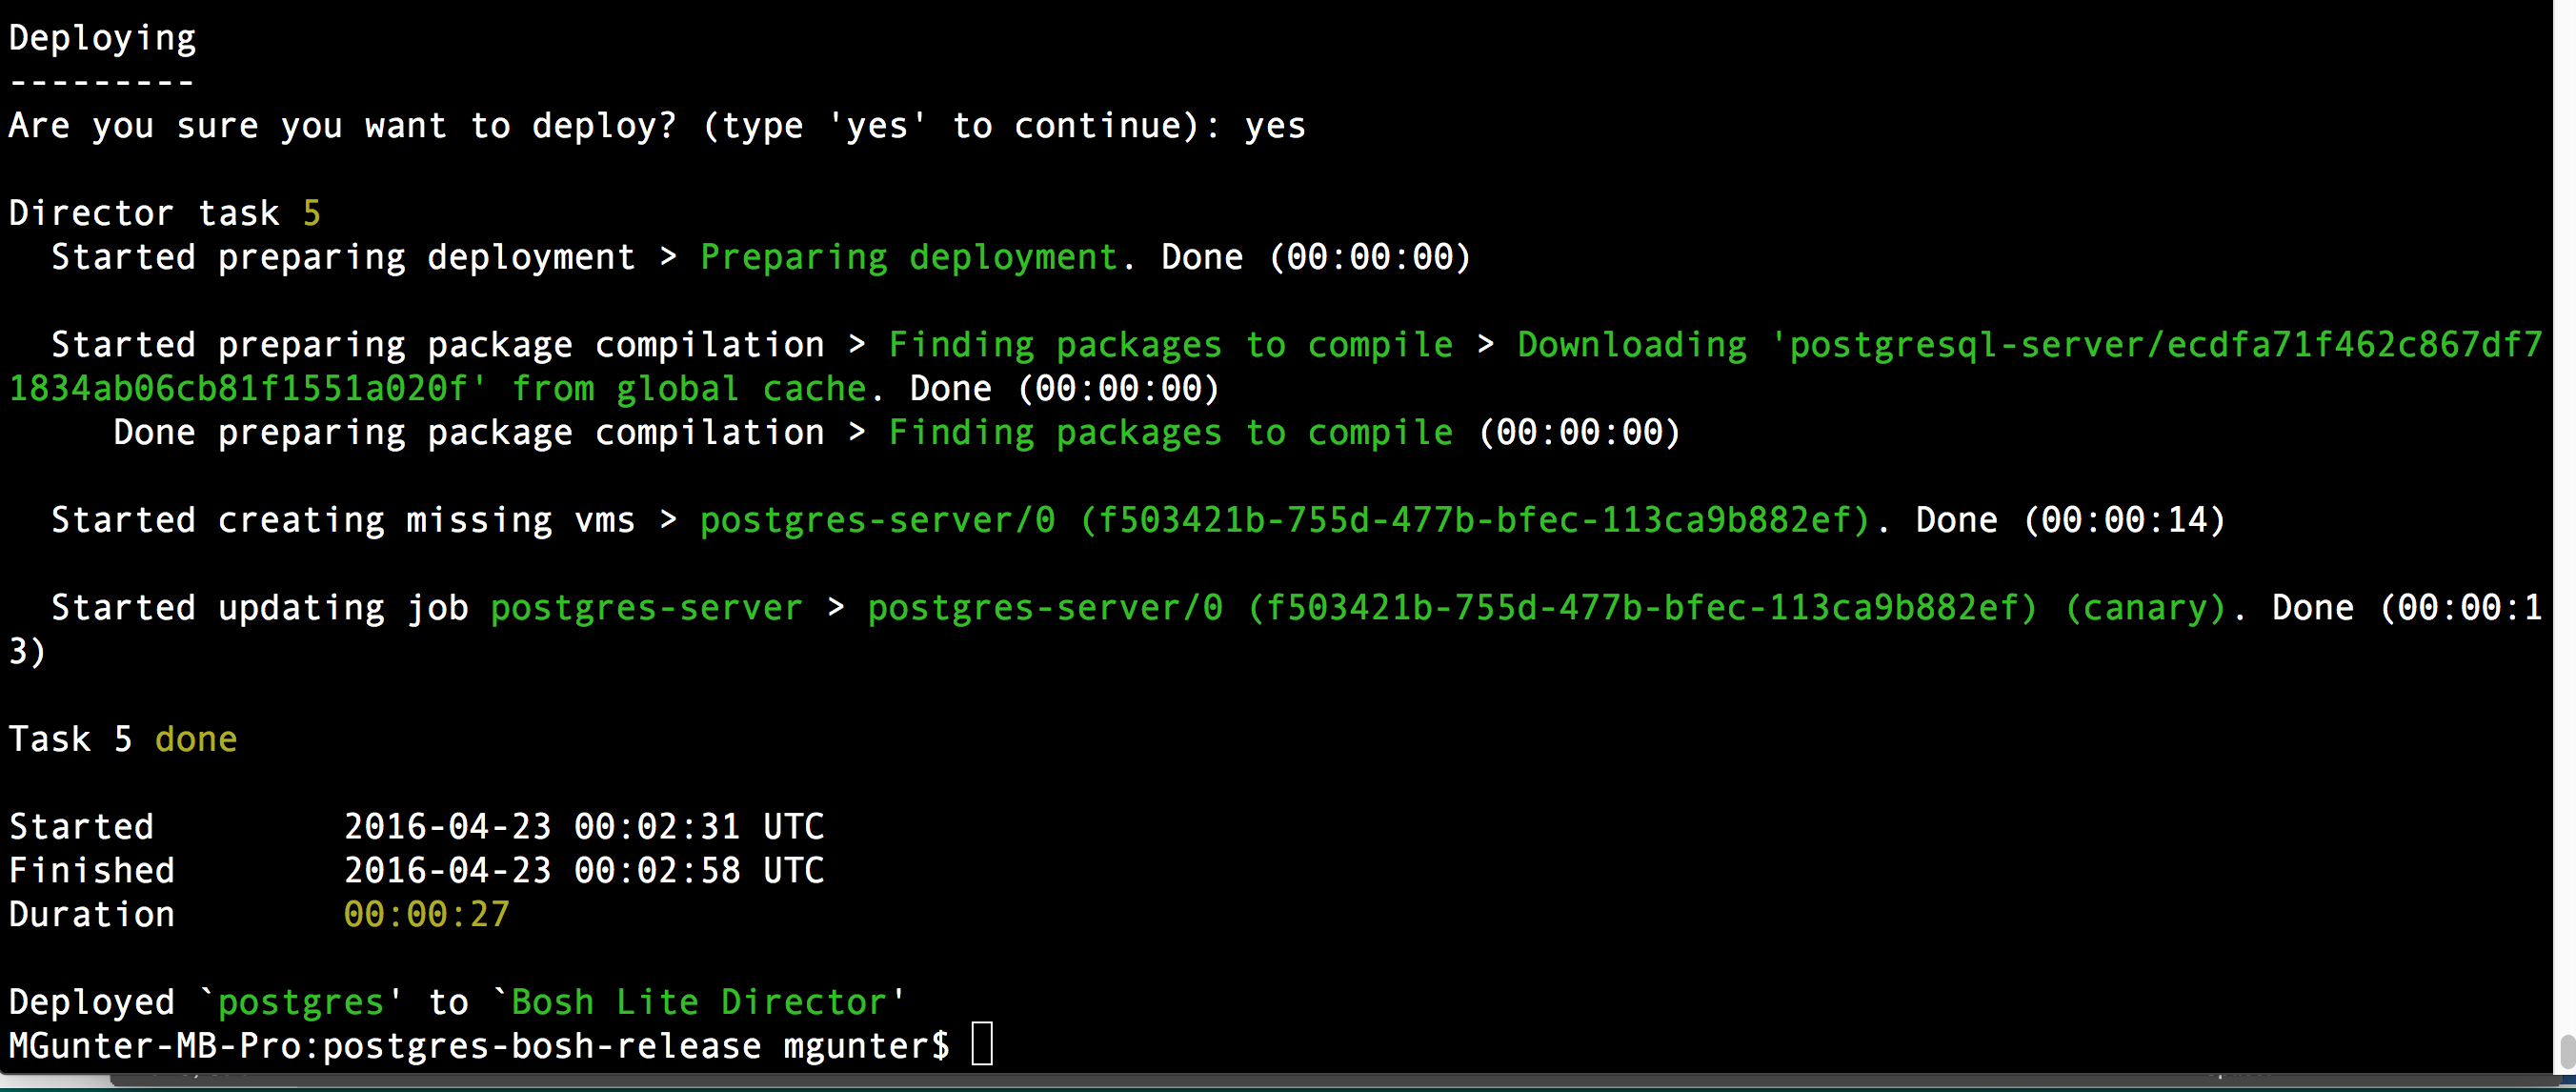 Deploying
---------
Are you sure you want to deploy? (type 'yes' to continue): yes
Director task 5
  Started preparing deployment > Preparing deployment. Done (00:00:00)
  Started preparing package compilation > Finding packages to compile > Downloading 'postgresql-server/ecdfa71f462c867df7
1834ab06cb81f1551a020f' from global cache. Done (00:00:00)
     Done preparing package compilation > Finding packages to compile (00:00:00)
  Started creating missing vms > postgres-server/0 (f503421b-755d-477b-bfec-113ca9b882ef). Done (00:00:14)
  Started updating job postgres-server > postgres-server/0 (f503421b-755d-477b-bfec-113ca9b882ef) (canary). Done (00:00:1
3)
Task 5 done
Started         2016-04-23 00:02:31 UTC
Finished        2016-04-23 00:02:58 UTC
Duration        00:00:27
Deployed `postgres' to `Bosh Lite Director'
MGunter-MB-Pro:postgres-bosh-release mgunter$